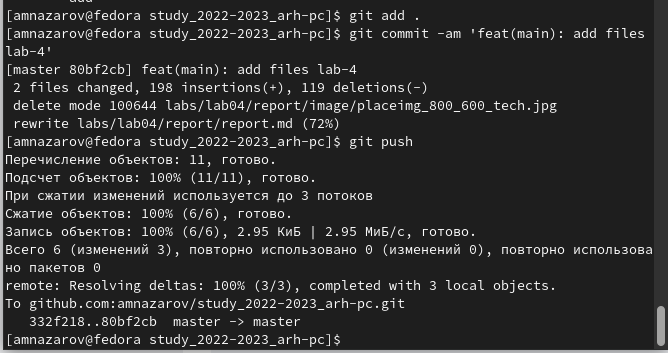 add
[amnazarov@fedora study_2022-2023_arh-pc]$ git add .
[amnazarov@fedora study_2022-2023_arh-pc]$ git commit -am 'feat(main): add files
lab-4'
[master 80bf2cb] feat(main): add files lab-4
 2 files changed, 198 insertions(+), 119 deletions(-)
 delete mode 100644 labs/lab04/report/image/placeimg_800_600_tech.jpg
 rewrite labs/lab04/report/report.md (72%)
[amnazarov@fedora study_2022-2023_arh-pc]$ git push
Перечисление объектов: 11, готово.
Подсчет объектов: 100% (11/11), готово.
При сжатии изменений используется до 3 потоков
Сжатие объектов: 100% (6/6), готово.
Запись объектов: 100% (6/6), 2.95 КиБ | 2.95 МиБ/с, готово.
Всего 6 (изменений 3), повторно использовано 0 (изменений 0), повторно использова
но пакетов 0
remote: Resolving deltas: 100% (3/3), completed with 3 local objects.
To github.com:amnazarov/study_2022-2023_arh-pc.git
   332f218..80bf2cb  master -> master
[amnazarov@fedora study_2022-2023_arh-pc]$